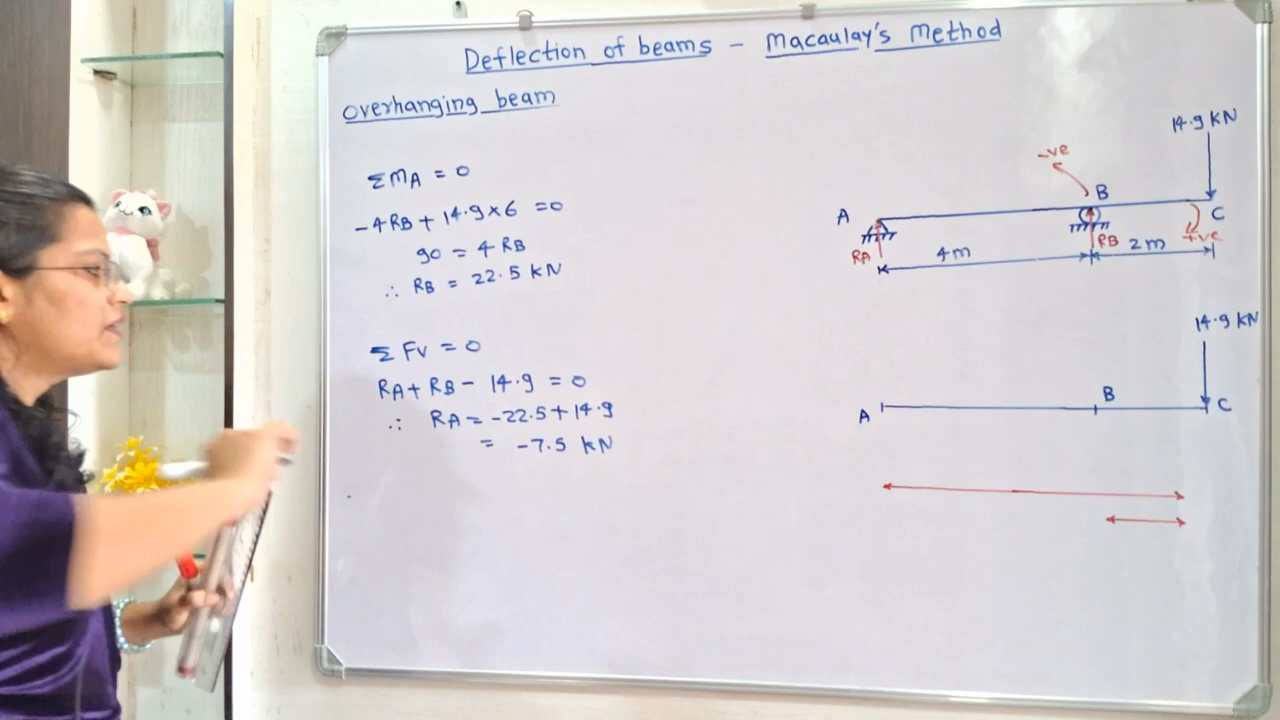 Deflection of beams - Macaulay's Method
Overhanging beam
ΣMA = 0
-4RB + 14.9×6 = 0
90 = 4 RB
∴ RB = 22.5 kN
ΣFV = 0
RA + RB - 14.9 = 0
∴ RA = -22.5 + 14.9
= -7.5 kN
14.9 kN
-ve
A
B
C
RA
RB
+ve
4m
2m
14.9 kN
A
B
C